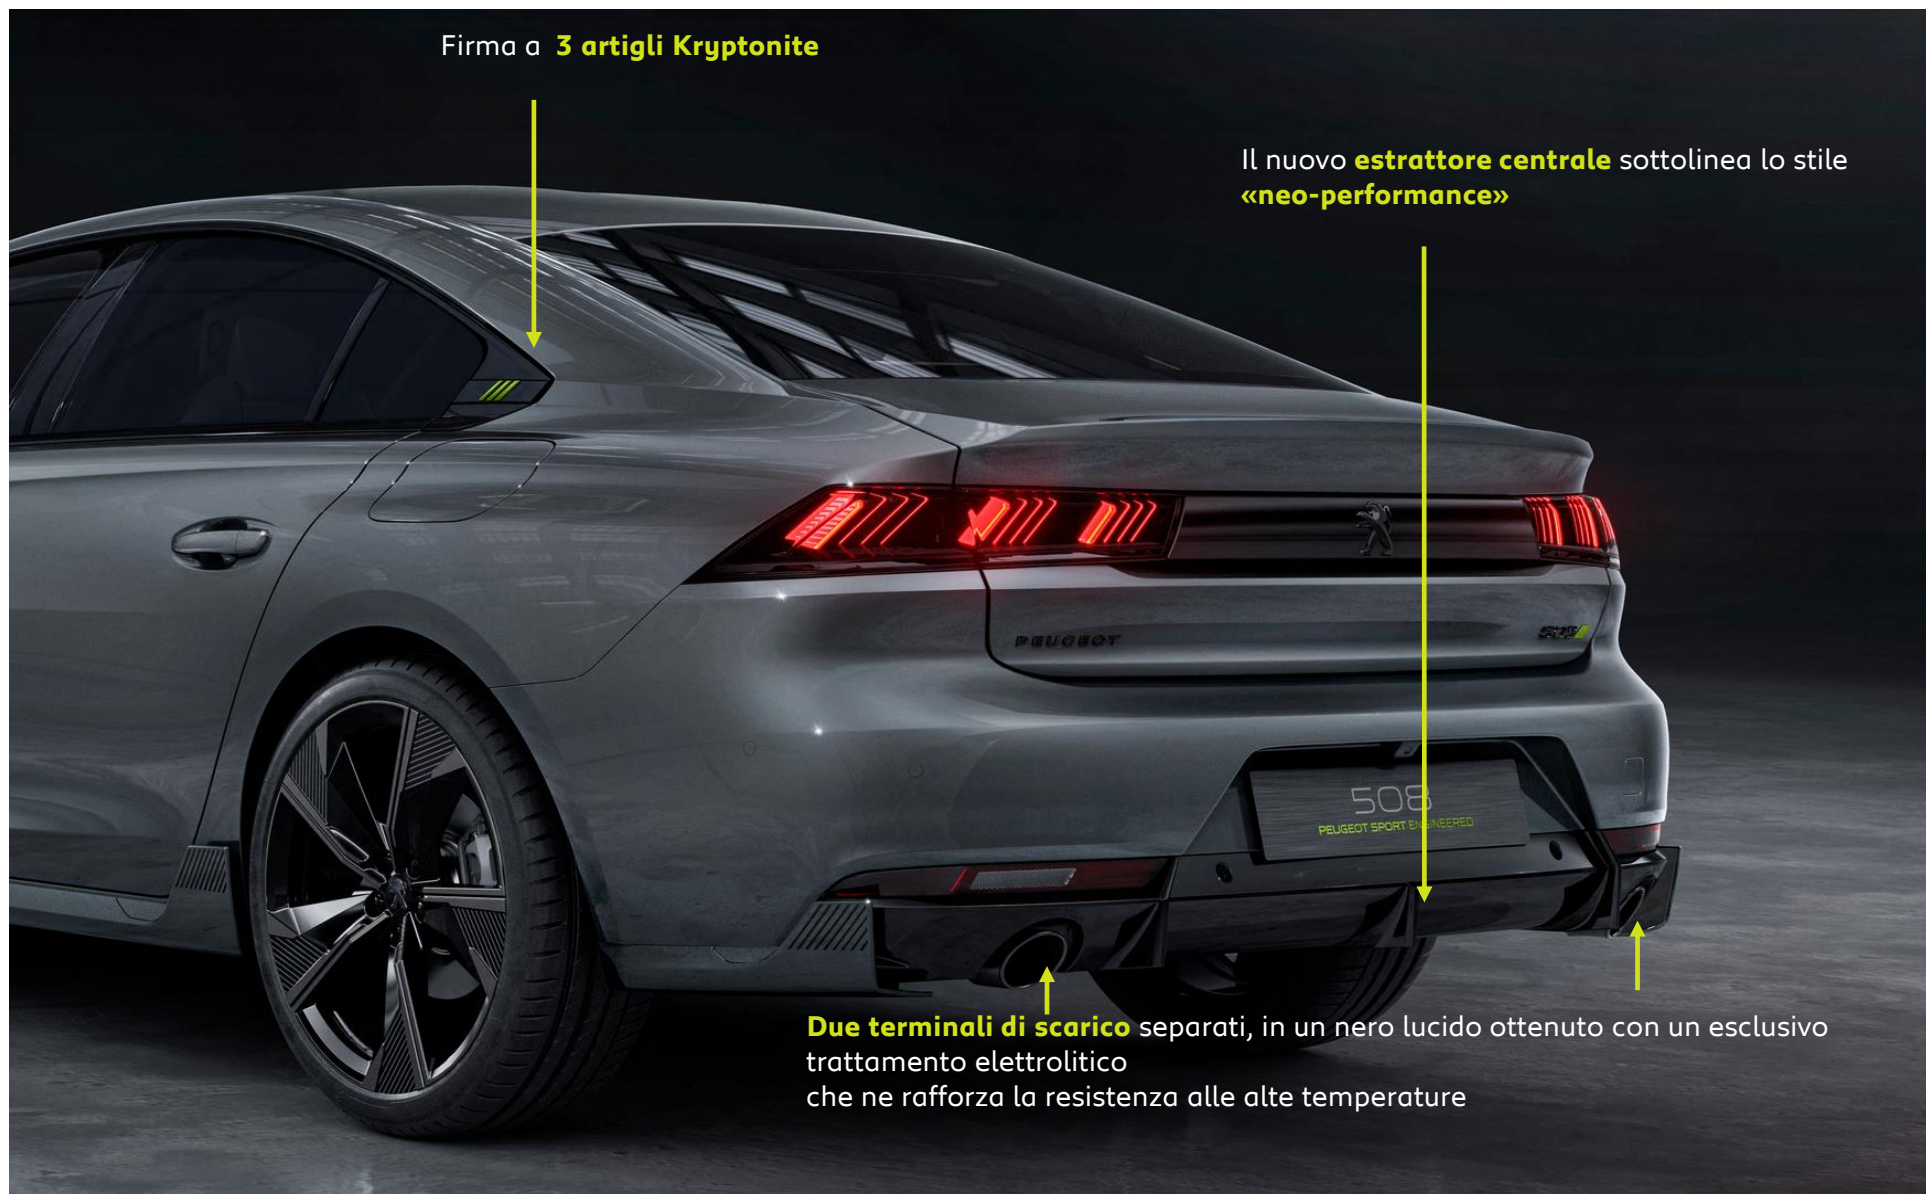 Firma a 3 artigli Kryptonite
Il nuovo estrattore centrale sottolinea lo stile
«neo-performance»
PEUGEOT
508
508
PEUGEOT SPORT ENGINEERED
Due terminali di scarico separati, in un nero lucido ottenuto con un esclusivo
trattamento elettrolitico
che ne rafforza la resistenza alle alte temperature